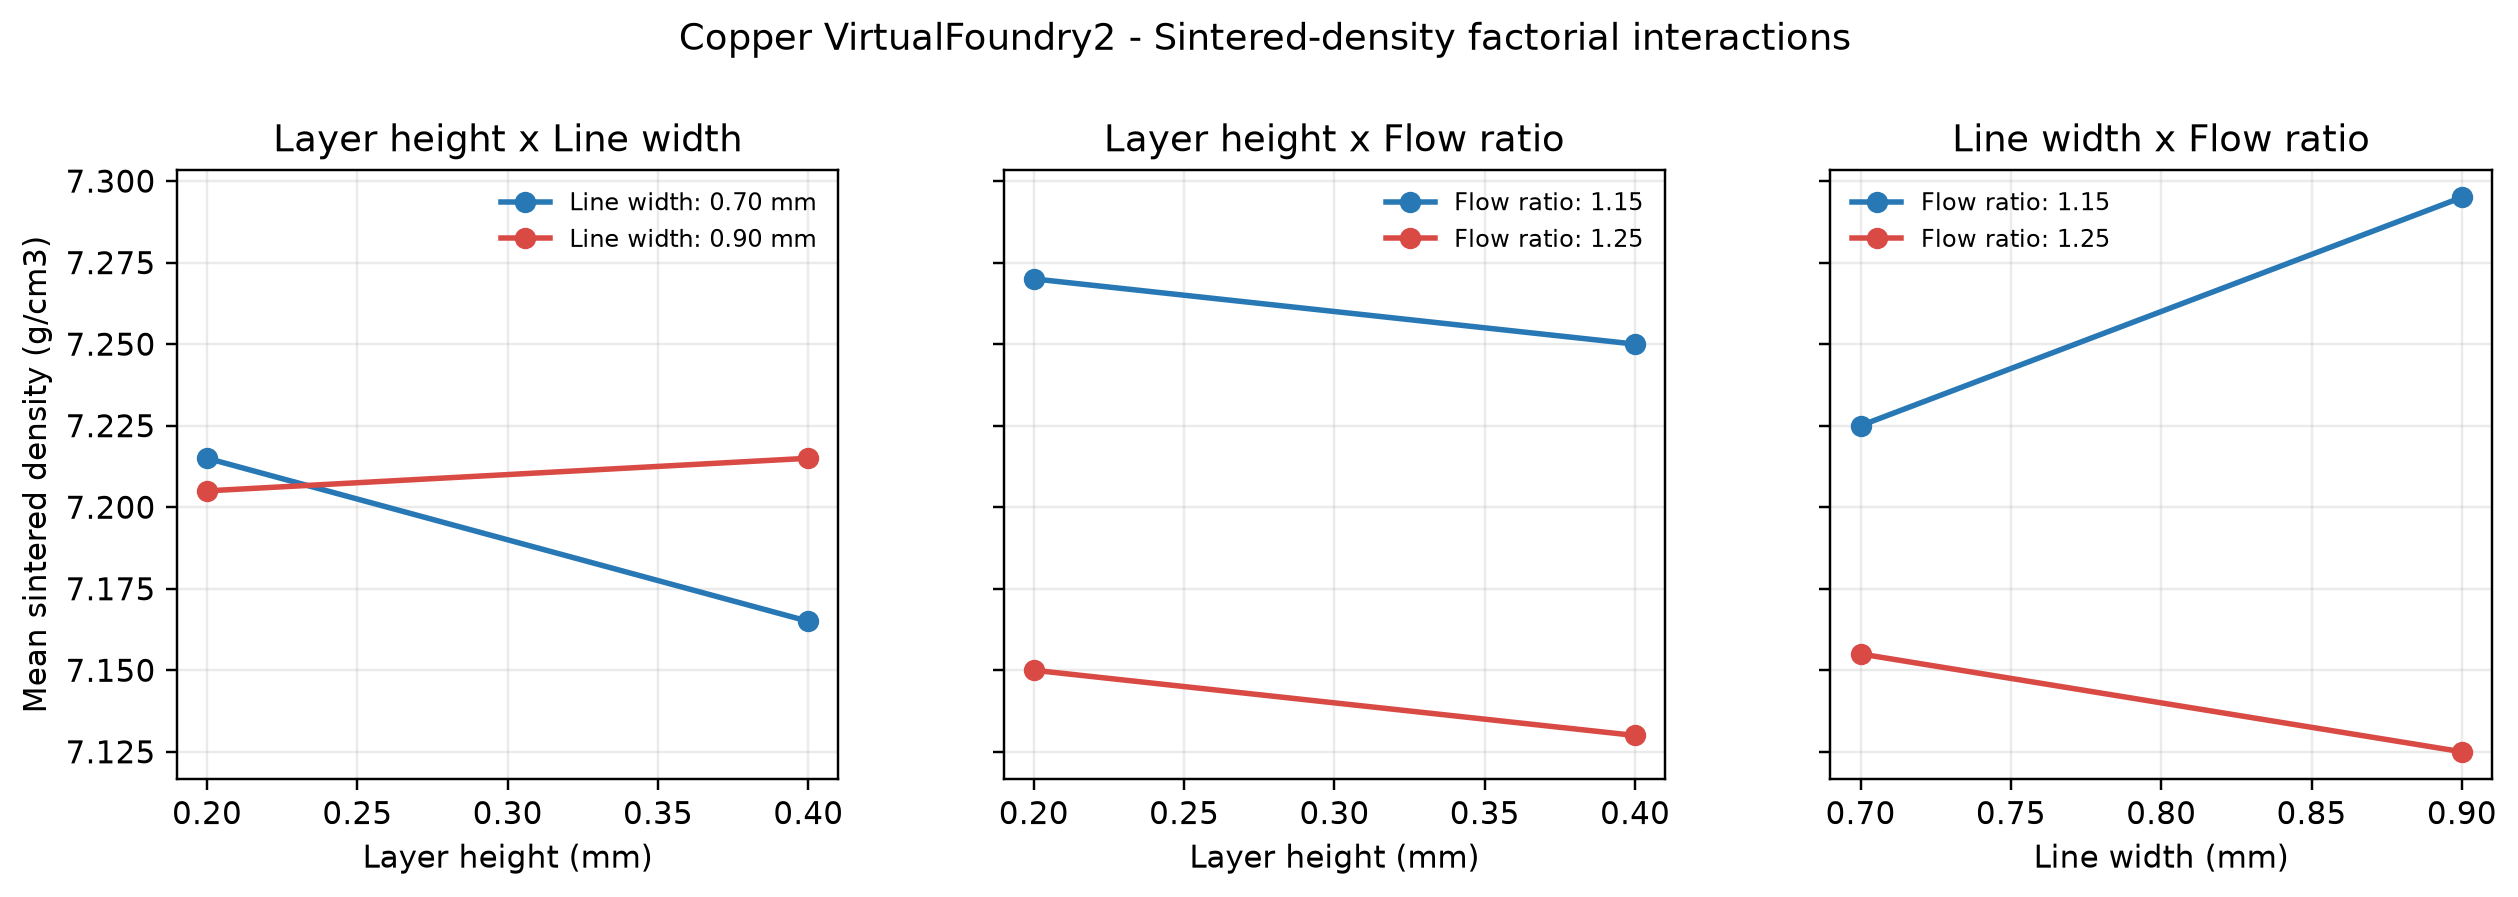 Copper VirtualFoundry2 - Sintered-density factorial interactions
Layer height x Line width
Mean sintered density (g/cm3)
7.300
7.275
7.250
7.225
7.200
7.175
7.150
7.125
Line width: 0.70 mm
Line width: 0.90 mm
0.20 0.25 0.30 0.35 0.40
Layer height (mm)
Layer height x Flow ratio
Flow ratio: 1.15
Flow ratio: 1.25
0.20 0.25 0.30 0.35 0.40
Layer height (mm)
Line width x Flow ratio
Flow ratio: 1.15
Flow ratio: 1.25
0.70 0.75 0.80 0.85 0.90
Line width (mm)